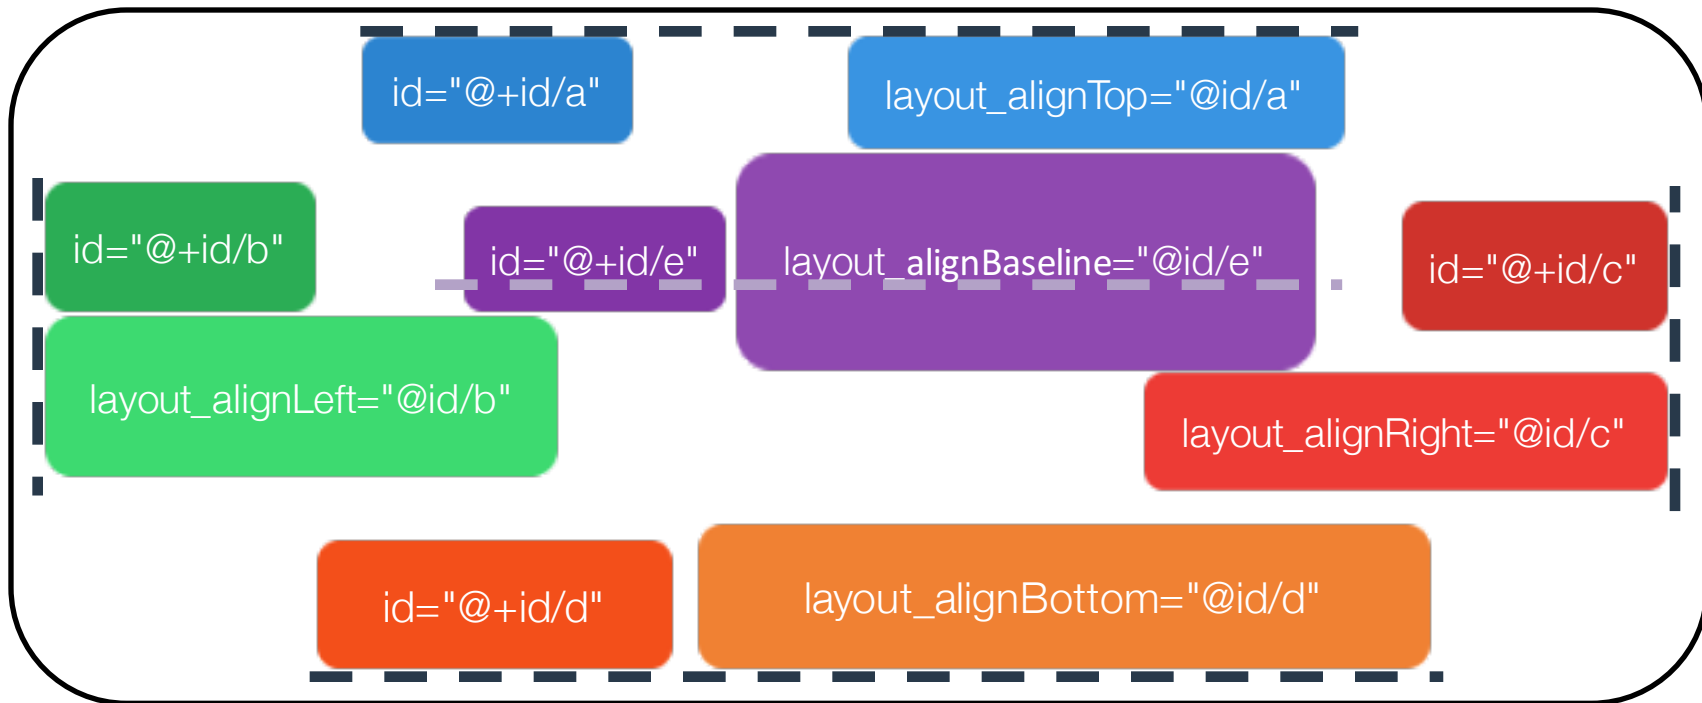 id="@+id/a"
layout_alignTop="@id/a"
id="@+id/b"
id="@+id/e"
layout_alignBaseline="@id/e"
id="@+id/c"
layout_alignLeft="@id/b"
layout_alignRight="@id/c"
id="@+id/d"
layout_alignBottom="@id/d"